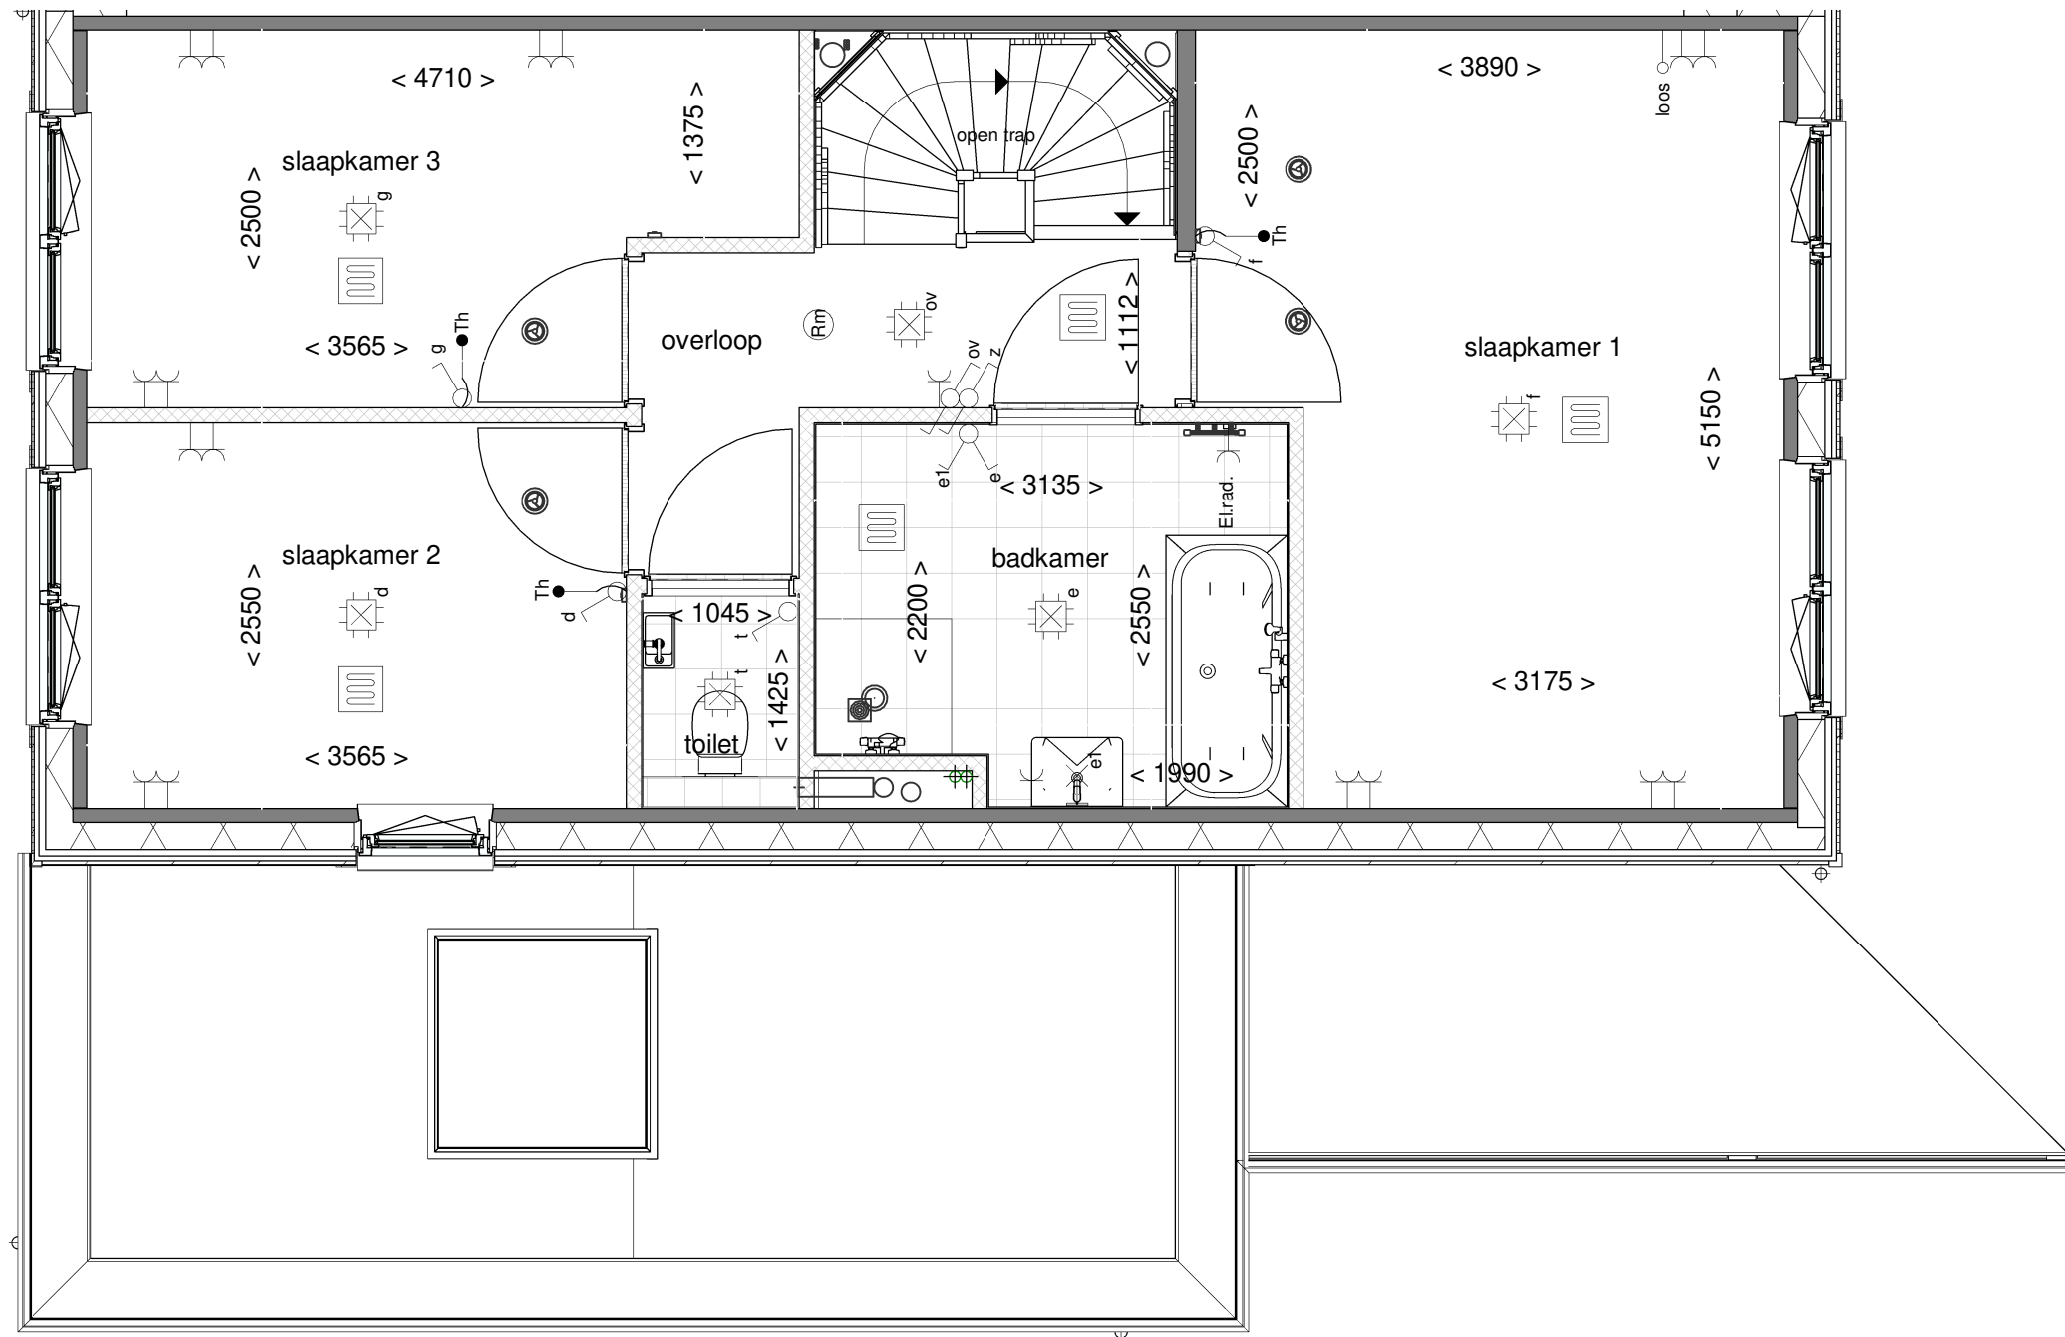 < 4710 >
< 3890 >
loos
< 1375 >
open trap
< 2500 >
slaapkamer 3
g
< 2500 >
Th
f
< 1112 >
ov
Rm
Th
overloop
< 3565 >
g
ov
z
slaapkamer 1
f
< 5150 >
e1
e
< 3135 >
El.rad.
slaapkamer 2
badkamer
d
Th
d
< 2550 >
< 1045 >
t
< 2200 >
< 2550 >
e
t
< 1425 >
< 3175 >
toilet
< 3565 >
e1
< 1990 >